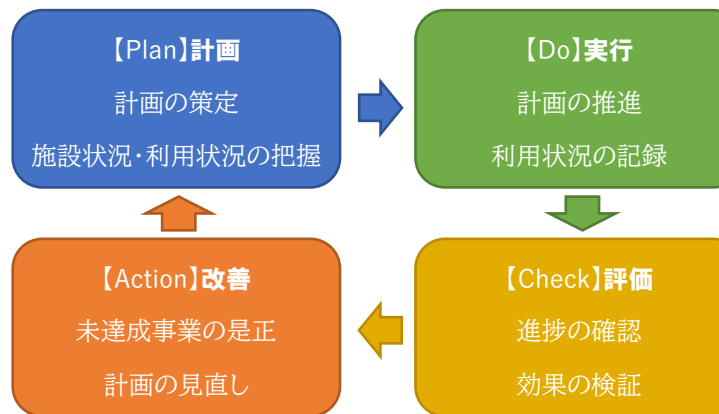 【Plan】計画
計画の策定
施設状況・利用状況の把握
【Do】実行
計画の推進
利用状況の記録
【Action】改善
未達成事業の是正
計画の見直し
【Check】評価
進捗の確認
効果の検証